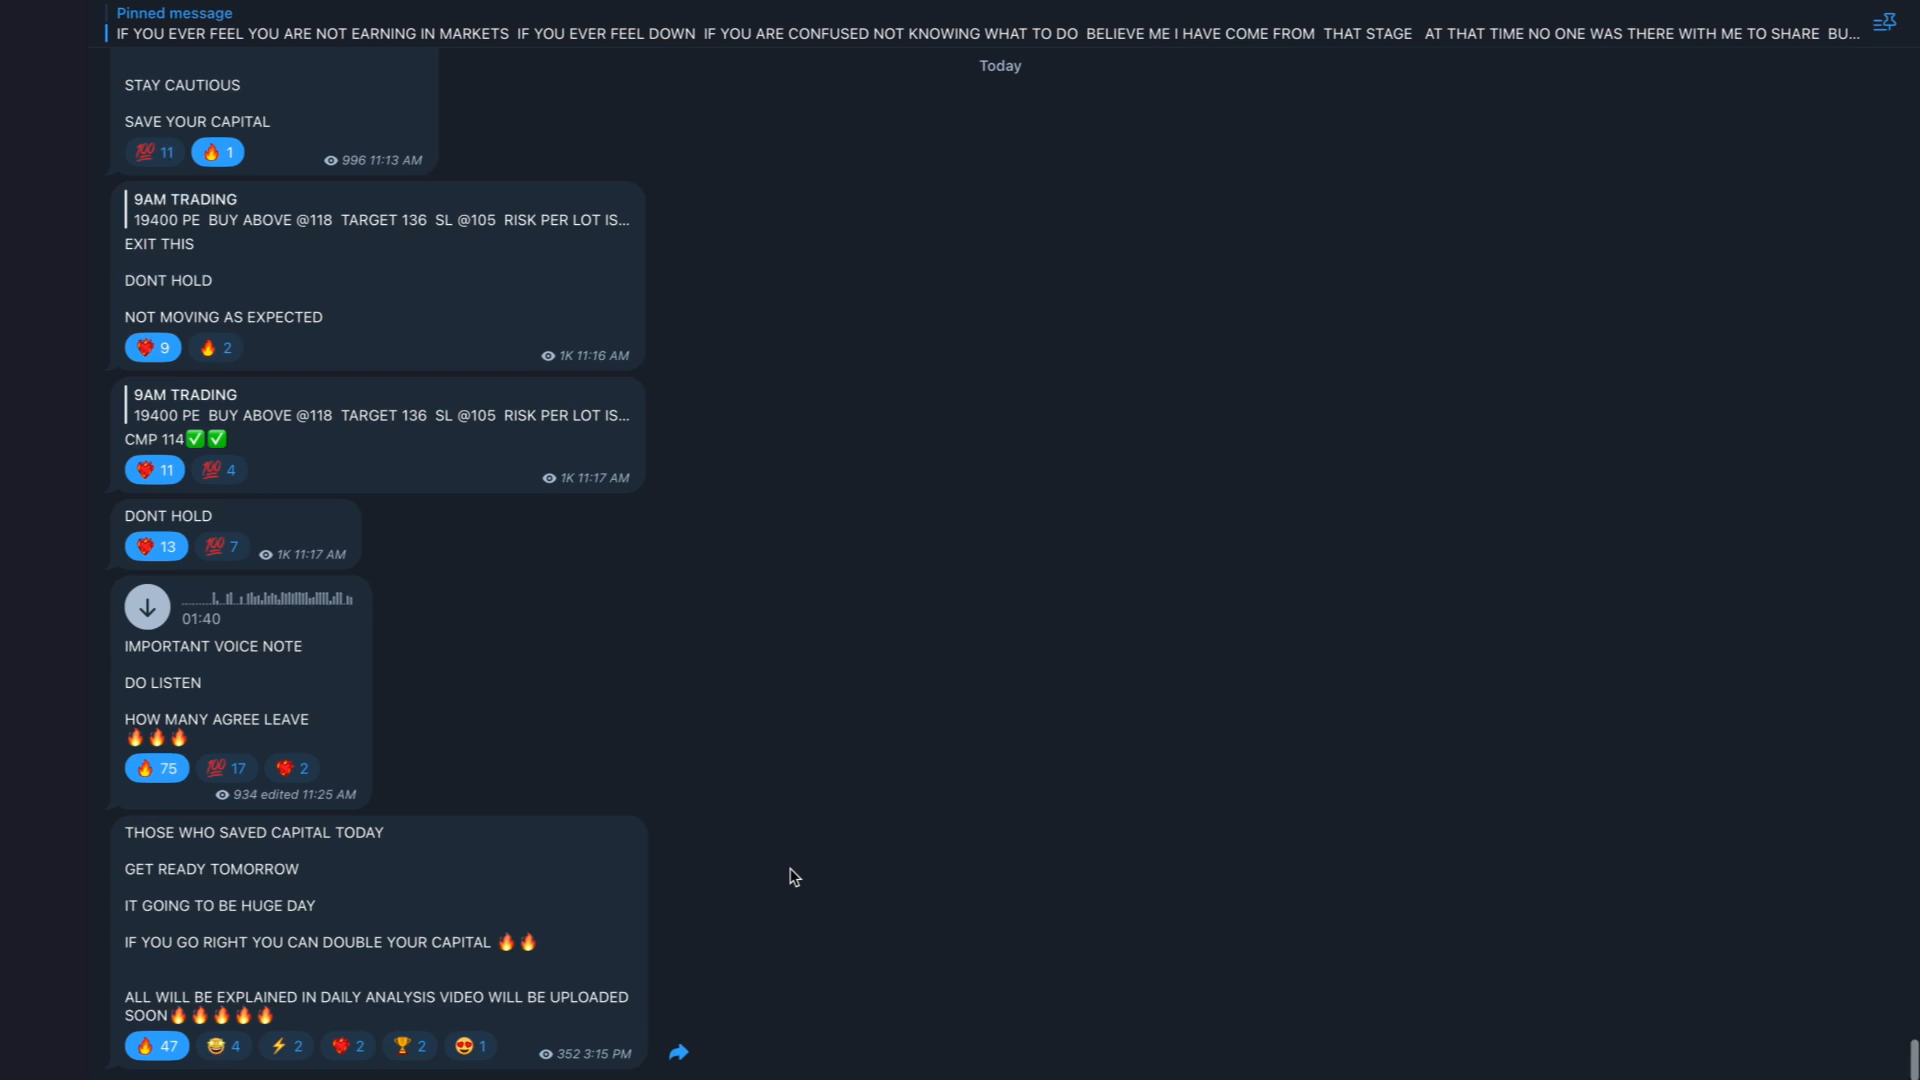 Pinned message
IF YOU EVER FEEL YOU ARE NOT EARNING IN MARKETS IF YOU EVER FEEL DOWN IF YOU ARE CONFUSED NOT KNOWING WHAT TO DO BELIEVE ME I HAVE COME FROM THAT STAGE AT THAT TIME NO ONE WAS THERE WITH ME TO SHARE BU...
Today
STAY CAUTIOUS
SAVE YOUR CAPITAL
💯 11 🔥 1
996 11:13 AM
9AM TRADING
19400 PE BUY ABOVE @118 TARGET 136 SL @105 RISK PER LOT IS...
EXIT THIS
DONT HOLD
NOT MOVING AS EXPECTED
❤️‍🔥 9 🔥 2
1K 11:16 AM
9AM TRADING
19400 PE BUY ABOVE @118 TARGET 136 SL @105 RISK PER LOT IS...
CMP 114✅✅
❤️‍🔥 11 💯 4
1K 11:17 AM
DONT HOLD
❤️‍🔥 13 💯 7
1K 11:17 AM
01:40
IMPORTANT VOICE NOTE
DO LISTEN
HOW MANY AGREE LEAVE
🔥🔥🔥
🔥 75 💯 17 ❤️‍🔥 2
934 edited 11:25 AM
THOSE WHO SAVED CAPITAL TODAY
GET READY TOMORROW
IT GOING TO BE HUGE DAY
IF YOU GO RIGHT YOU CAN DOUBLE YOUR CAPITAL 🔥🔥
ALL WILL BE EXPLAINED IN DAILY ANALYSIS VIDEO WILL BE UPLOADED
SOON🔥🔥🔥🔥🔥
🔥 47 🤩 4 ⚡ 2 ❤️‍🔥 2 🏆 2 😍 1
352 3:15 PM